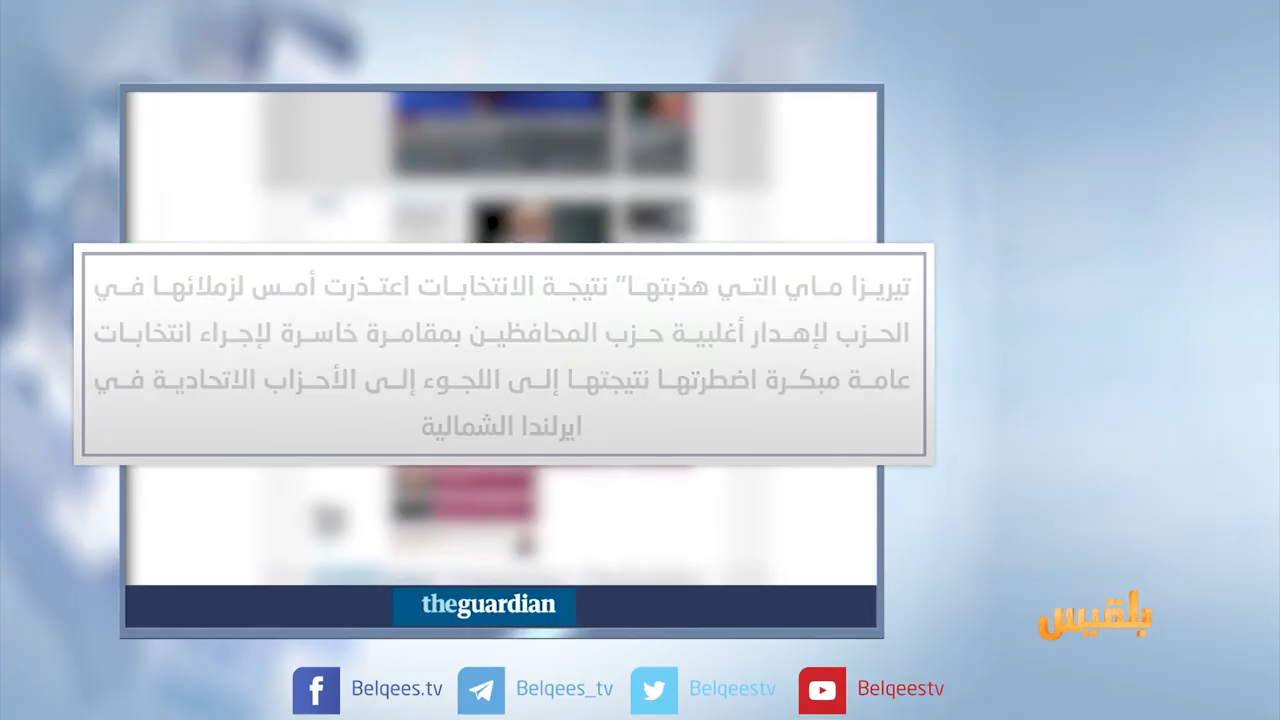 تيريزا ماي التي هذبتها" نتيجة الانتخابات اعتذرت أمس لزملائها في
الحزب لإهدار أغلبية حزب المحافظين بمقامرة خاسرة لإجراء انتخابات
عامة مبكرة اضطرتها نتيجتها إلى اللجوء إلى الأحزاب الاتحادية في
ايرلندا الشمالية
theguardian
بلقيس
Belqees.tv
Belqees_tv
Belqeestv
Belqeestv